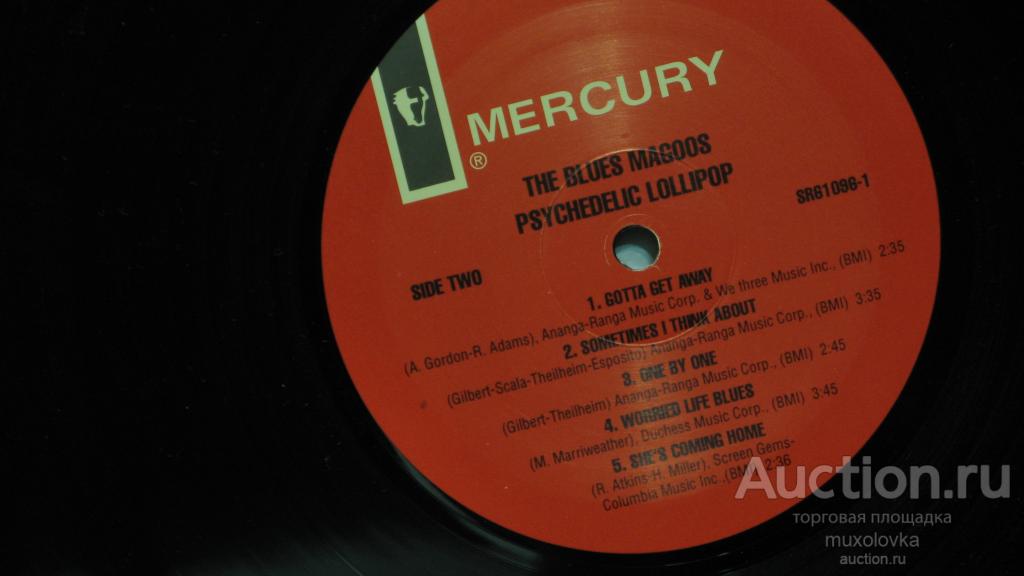 MERCURY
®
THE BLUES MAGOOS
PSYCHEDELIC LOLLIPOP
SR61096-1
SIDE TWO
1. GOTTA GET AWAY
(A. Gordon-R. Adams), Ananga-Ranga Music Corp. & We three Music Inc., (BMI) 2:35
2. SOMETIMES I THINK ABOUT
(Gilbert-Scala-Theilheim-Esposito) Ananga-Ranga Music Corp., (BMI) 3:35
3. ONE BY ONE
(Gilbert-Theilheim) Ananga-Ranga Music Corp., (BMI) 2:45
4. WORRIED LIFE BLUES
(M. Marriweather), Duchess Music Corp., (BMI) 3:45
5. SHE'S COMING HOME
(R. Atkins-H. Miller), Screen Gems-
Columbia Music Inc.,(BMI) 2:36
Auction.ru
торговая площадка
muxolovka
auction.ru